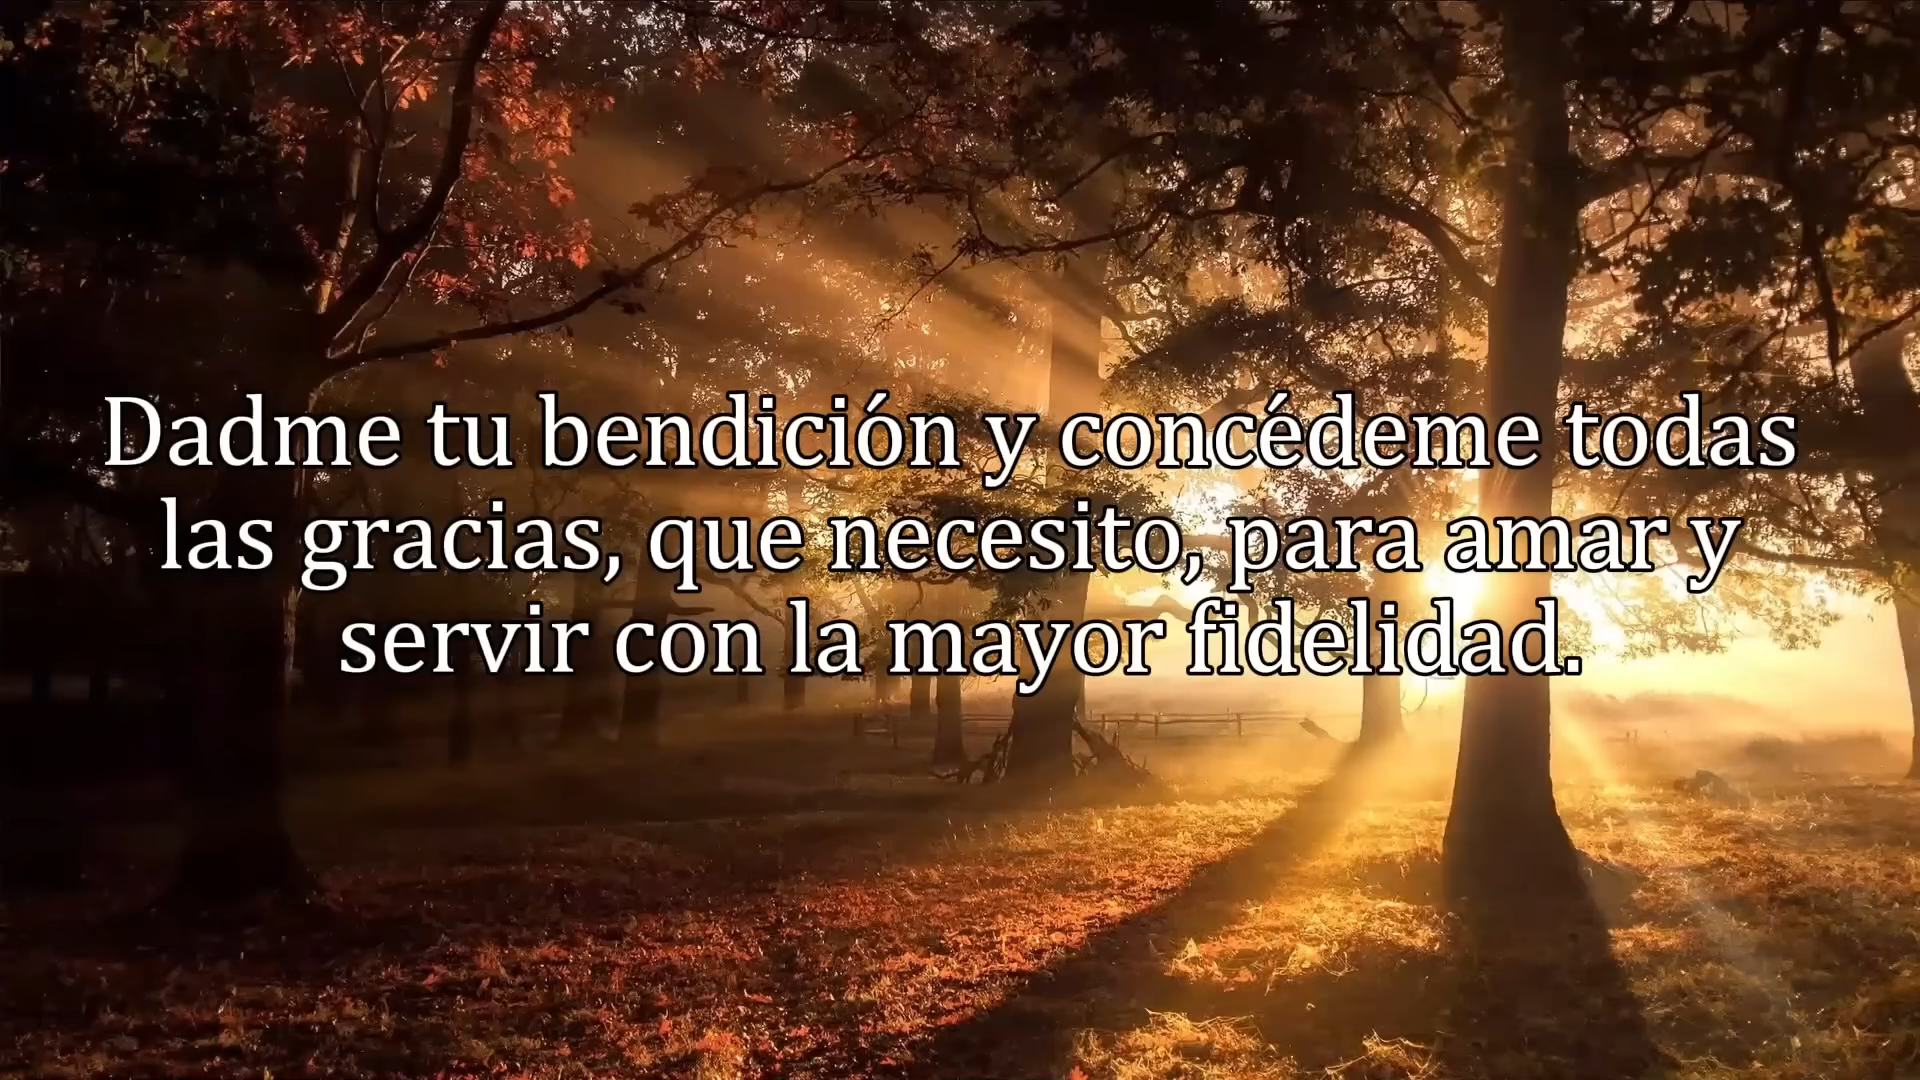 Dadme tu bendición y concédeme todas
las gracias, que necesito, para amar y
servir con la mayor fidelidad.